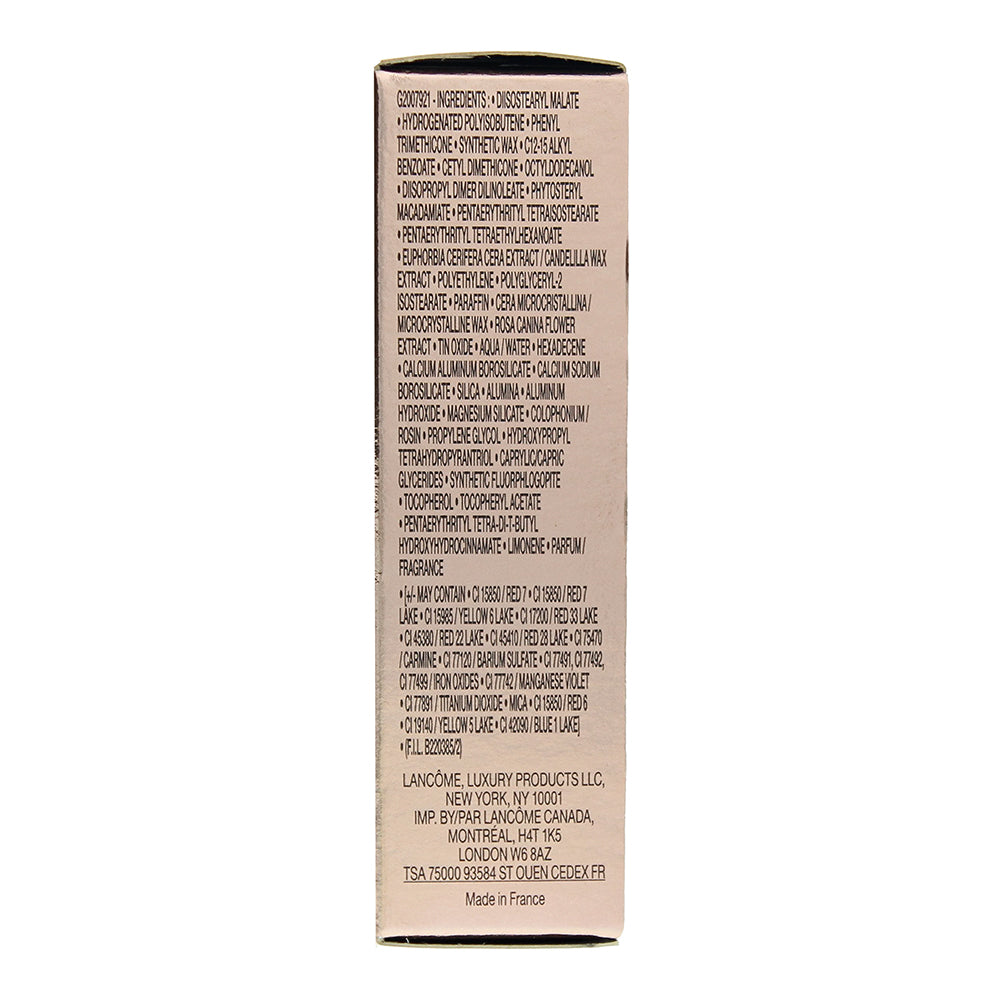 G2007921 - INGREDIENTS : • DIISOSTEARYL MALATE
• HYDROGENATED POLYISOBUTENE • PHENYL
TRIMETHICONE • SYNTHETIC WAX • C12-15 ALKYL
BENZOATE • CETYL DIMETHICONE • OCTYLDODECANOL
• DIISOPROPYL DIMER DILINOLEATE • PHYTOSTERYL
MACADAMIATE • PENTAERYTHRITYL TETRAISOSTEARATE
• PENTAERYTHRITYL TETRAETHYLHEXANOATE
• EUPHORBIA CERIFERA CERA EXTRACT / CANDELILLA WAX
EXTRACT • POLYETHYLENE • POLYGLYCERYL-2
ISOSTEARATE • PARAFFIN • CERA MICROCRISTALLINA /
MICROCRYSTALLINE WAX • ROSA CANINA FLOWER
EXTRACT • TIN OXIDE • AQUA / WATER • HEXADECENE
• CALCIUM ALUMINUM BOROSILICATE • CALCIUM SODIUM
BOROSILICATE • SILICA • ALUMINA • ALUMINUM
HYDROXIDE • MAGNESIUM SILICATE • COLOPHONIUM /
ROSIN • PROPYLENE GLYCOL • HYDROXYPROPYL
TETRAHYDROPYRANTRIOL • CAPRYLIC/CAPRIC
GLYCERIDES • SYNTHETIC FLUORPHLOGOPITE
• TOCOPHEROL • TOCOPHERYL ACETATE
• PENTAERYTHRITYL TETRA-DI-T-BUTYL
HYDROXYHYDROCINNAMATE • LIMONENE • PARFUM /
FRAGRANCE
• [+/- MAY CONTAIN • CI 15850 / RED 7 • CI 15850 / RED 7
LAKE • CI 15985 / YELLOW 6 LAKE • CI 17200 / RED 33 LAKE
• CI 45380 / RED 22 LAKE • CI 45410 / RED 28 LAKE • CI 75470
/ CARMINE • CI 77120 / BARIUM SULFATE • CI 77491, CI 77492,
CI 77499 / IRON OXIDES • CI 77742 / MANGANESE VIOLET
• CI 77891 / TITANIUM DIOXIDE • MICA • CI 15850 / RED 6
• CI 19140 / YELLOW 5 LAKE • CI 42090 / BLUE 1 LAKE]
• (F.I.L. B220385/2)
LANCÔME, LUXURY PRODUCTS LLC,
NEW YORK, NY 10001
IMP. BY/PAR LANCÔME CANADA,
MONTRÉAL, H4T 1K5
LONDON W6 8AZ
TSA 75000 93584 ST OUEN CEDEX FR
Made in France